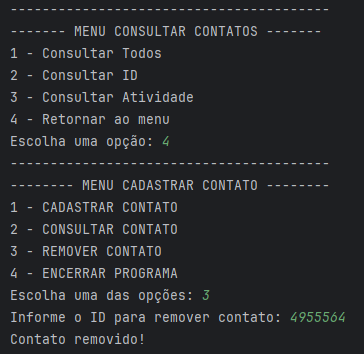 ---------------------------------------
------- MENU CONSULTAR CONTATOS -------
1 - Consultar Todos
2 - Consultar ID
3 - Consultar Atividade
4 - Retornar ao menu
Escolha uma opção: 4
---------------------------------------
-------- MENU CADASTRAR CONTATO --------
1 - CADASTRAR CONTATO
2 - CONSULTAR CONTATO
3 - REMOVER CONTATO
4 - ENCERRAR PROGRAMA
Escolha uma das opções: 3
Informe o ID para remover contato: 4955564
Contato removido!